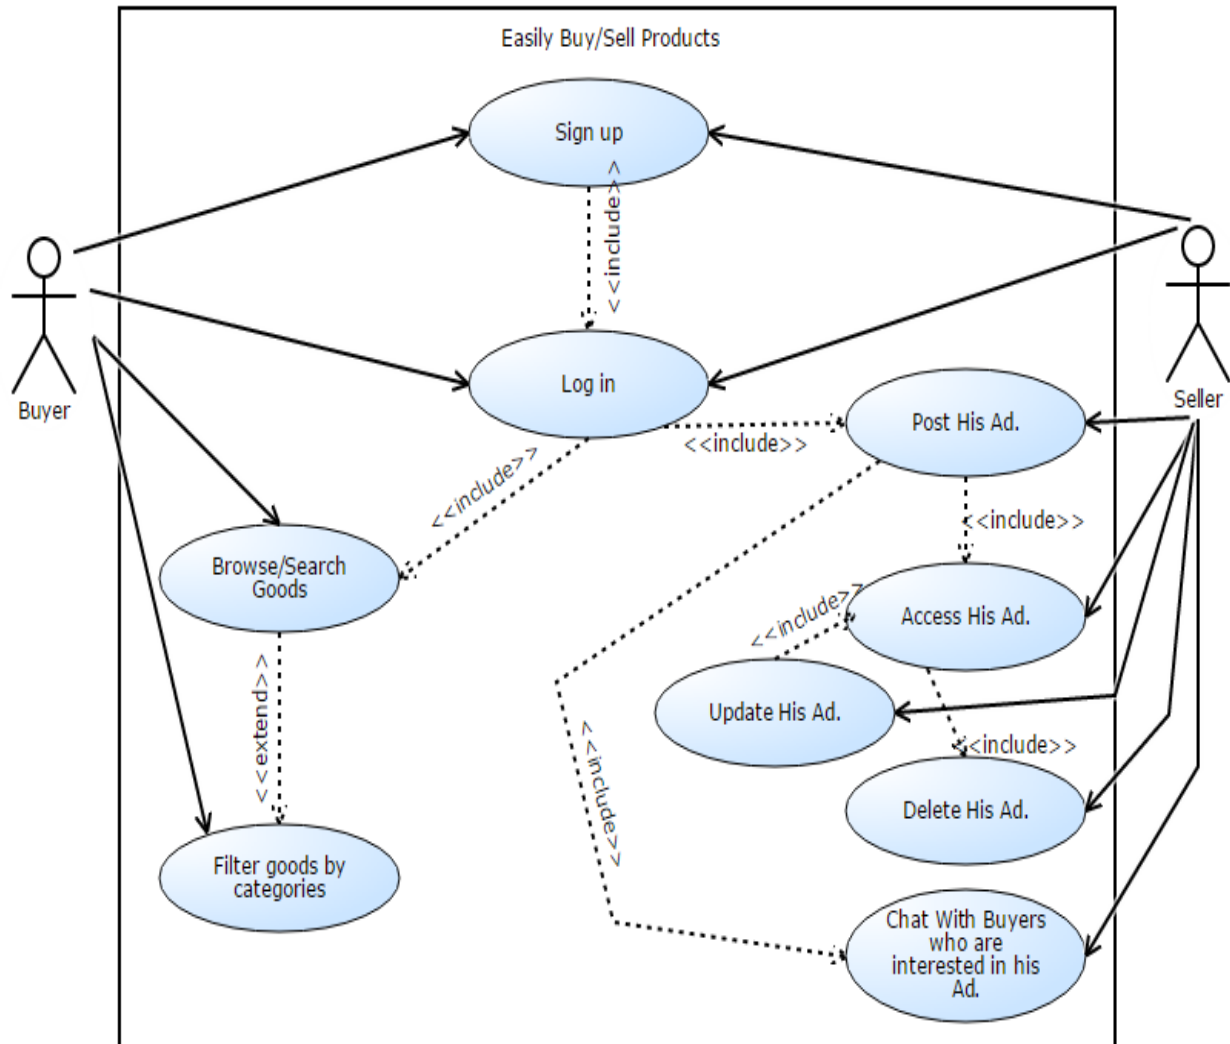 Easily Buy/Sell Products
Sign up
<<include>>
Buyer
Seller
Log in
Post His Ad.
<<include>>
<<include>>
<<include>>
Browse/Search
Goods
<<include>>
Access His Ad.
<<extend>>
Update His Ad.
<<include>>
<<include>>
Delete His Ad.
Filter goods by
categories
Chat With Buyers
who are
interested in his
Ad.